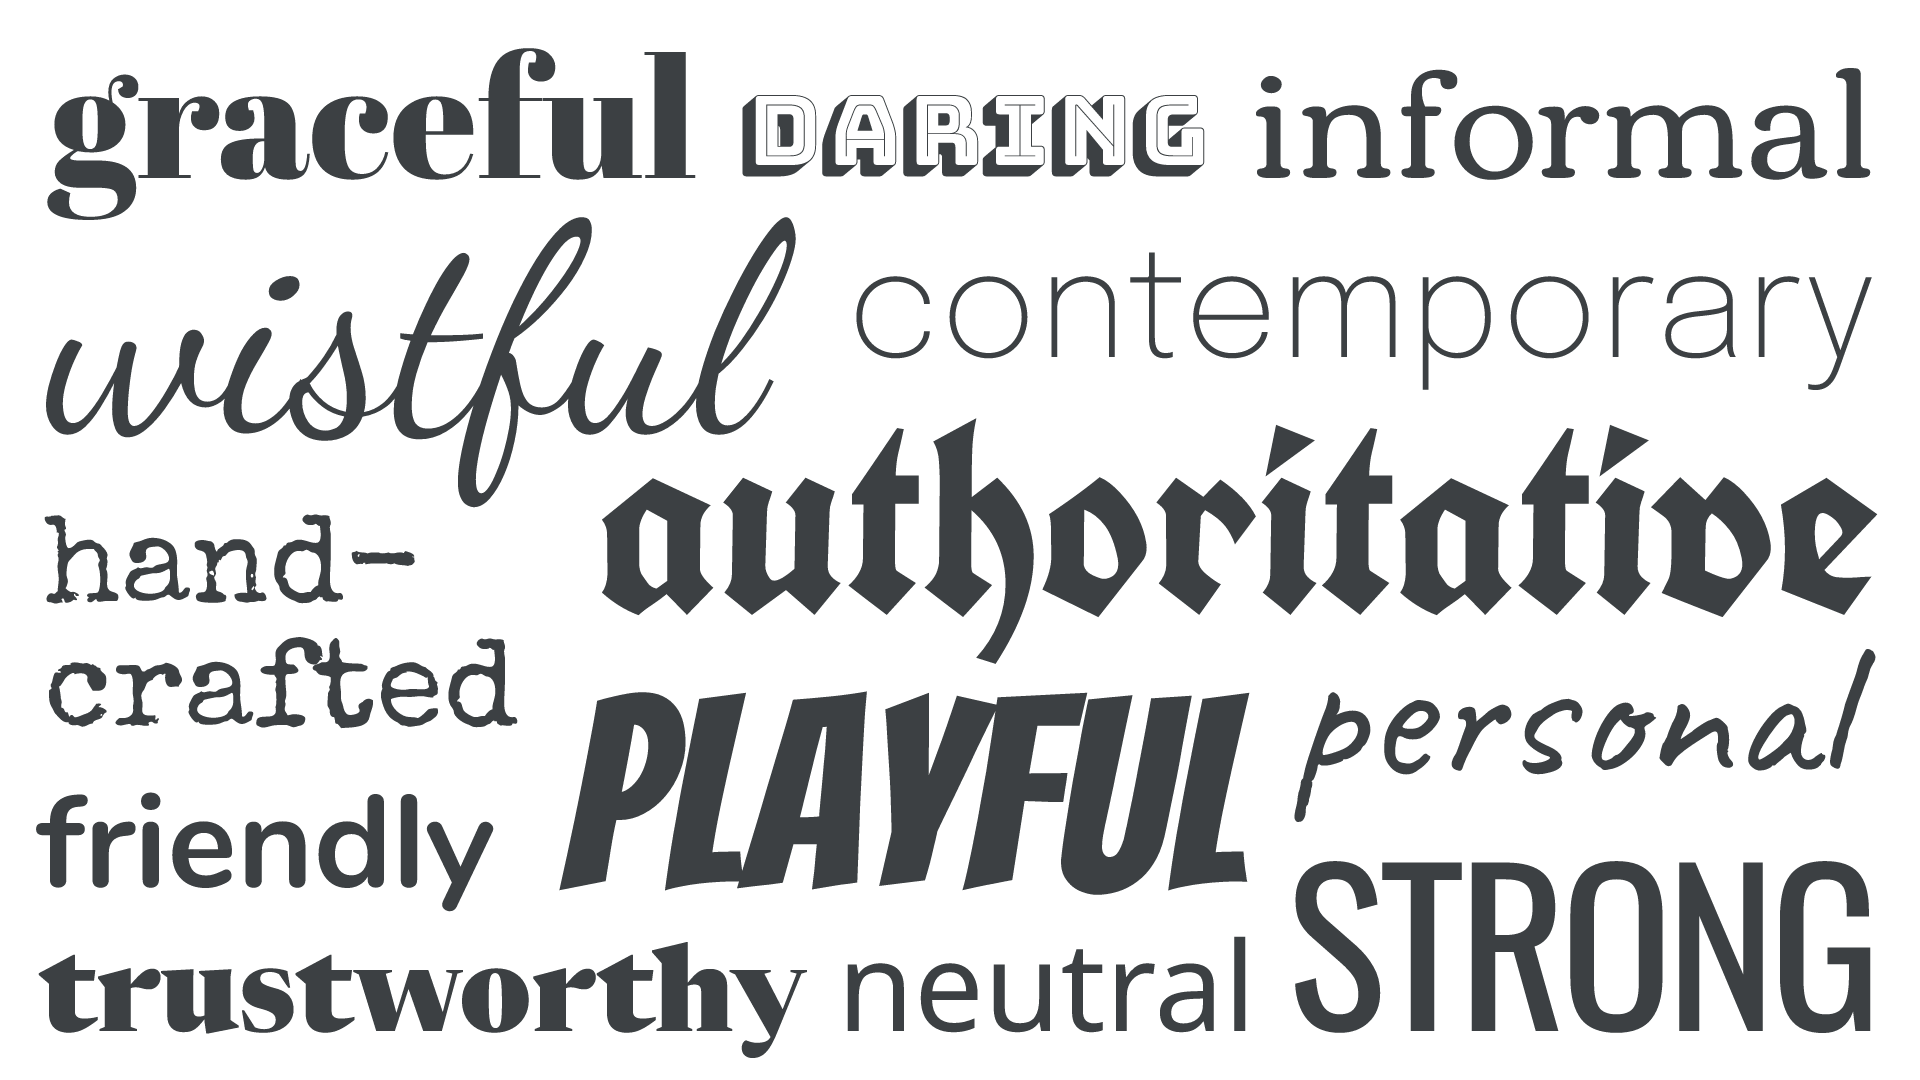 graceful DARING informal
wistful contemporary
authoritative
hand-
crafted
PLAYFUL personal
friendly
STRONG
trustworthy neutral